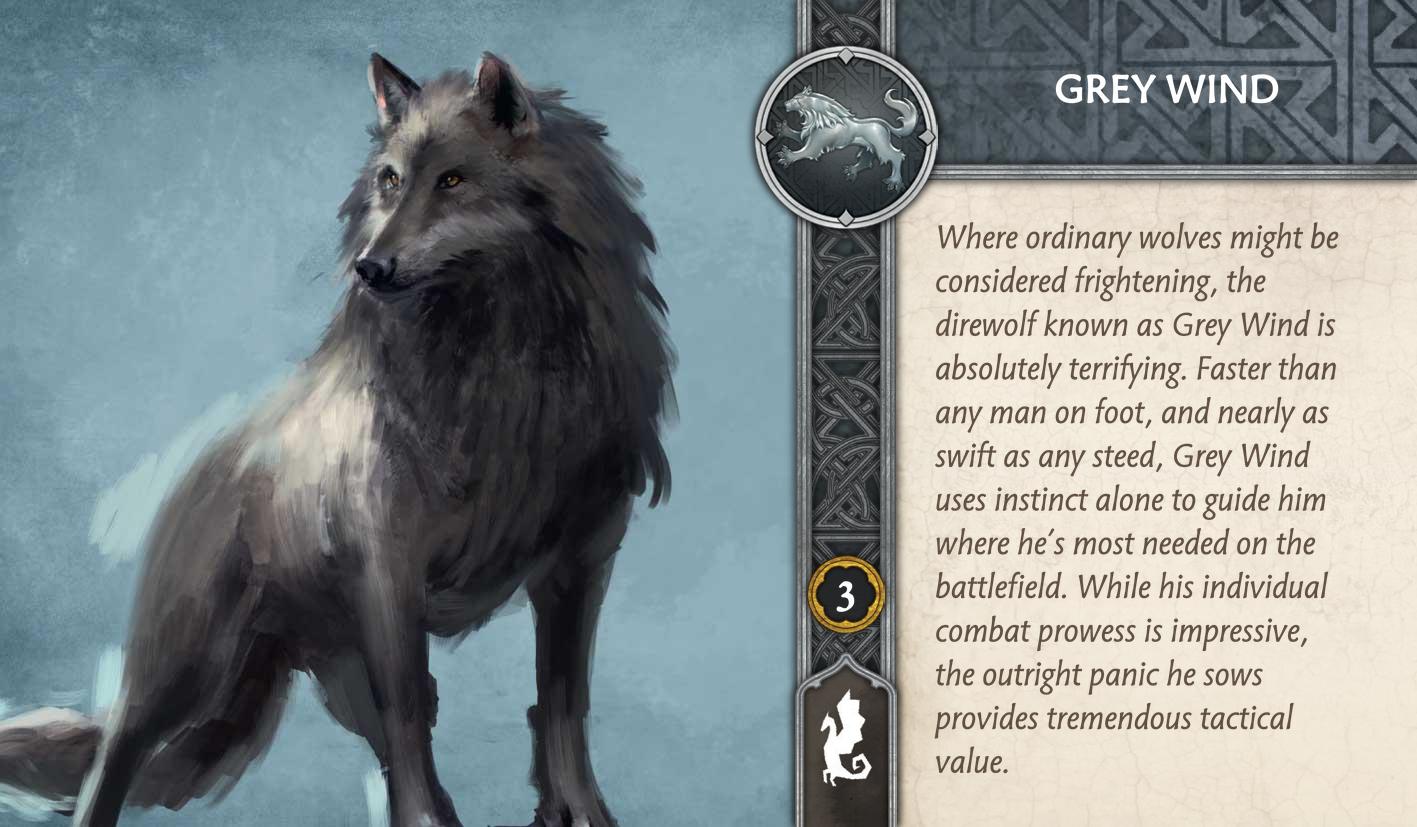 GREY WIND
Where ordinary wolves might be
considered frightening, the
direwolf known as Grey Wind is
absolutely terrifying. Faster than
any man on foot, and nearly as
swift as any steed, Grey Wind
uses instinct alone to guide him
where he's most needed on the
battlefield. While his individual
combat prowess is impressive,
the outright panic he sows
provides tremendous tactical
value.
3